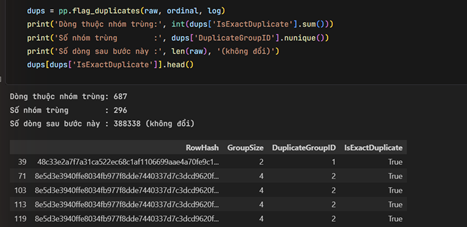 dups = pp.flag_duplicates(raw, ordinal, log)
print('Dòng thuộc nhóm trùng:', int(dups['IsExactDuplicate'].sum()))
print('Số nhóm trùng        :', dups['DuplicateGroupID'].nunique())
print('Số dòng sau bước này :', len(raw), '(không đổi)')
dups[dups['IsExactDuplicate']].head()
Dòng thuộc nhóm trùng: 687
Số nhóm trùng        : 296
Số dòng sau bước này : 388338 (không đổi)
RowHash GroupSize DuplicateGroupID IsExactDuplicate
39 48c33e2a7f7a31ca522ec68c1af1106699aae4a70fe9c1... 2 1 True
71 8e5d3e3940ffe8034fb977f8dde7440337d7c3dcd9620f... 4 2 True
103 8e5d3e3940ffe8034fb977f8dde7440337d7c3dcd9620f... 4 2 True
113 8e5d3e3940ffe8034fb977f8dde7440337d7c3dcd9620f... 4 2 True
119 8e5d3e3940ffe8034fb977f8dde7440337d7c3dcd9620f... 4 2 True